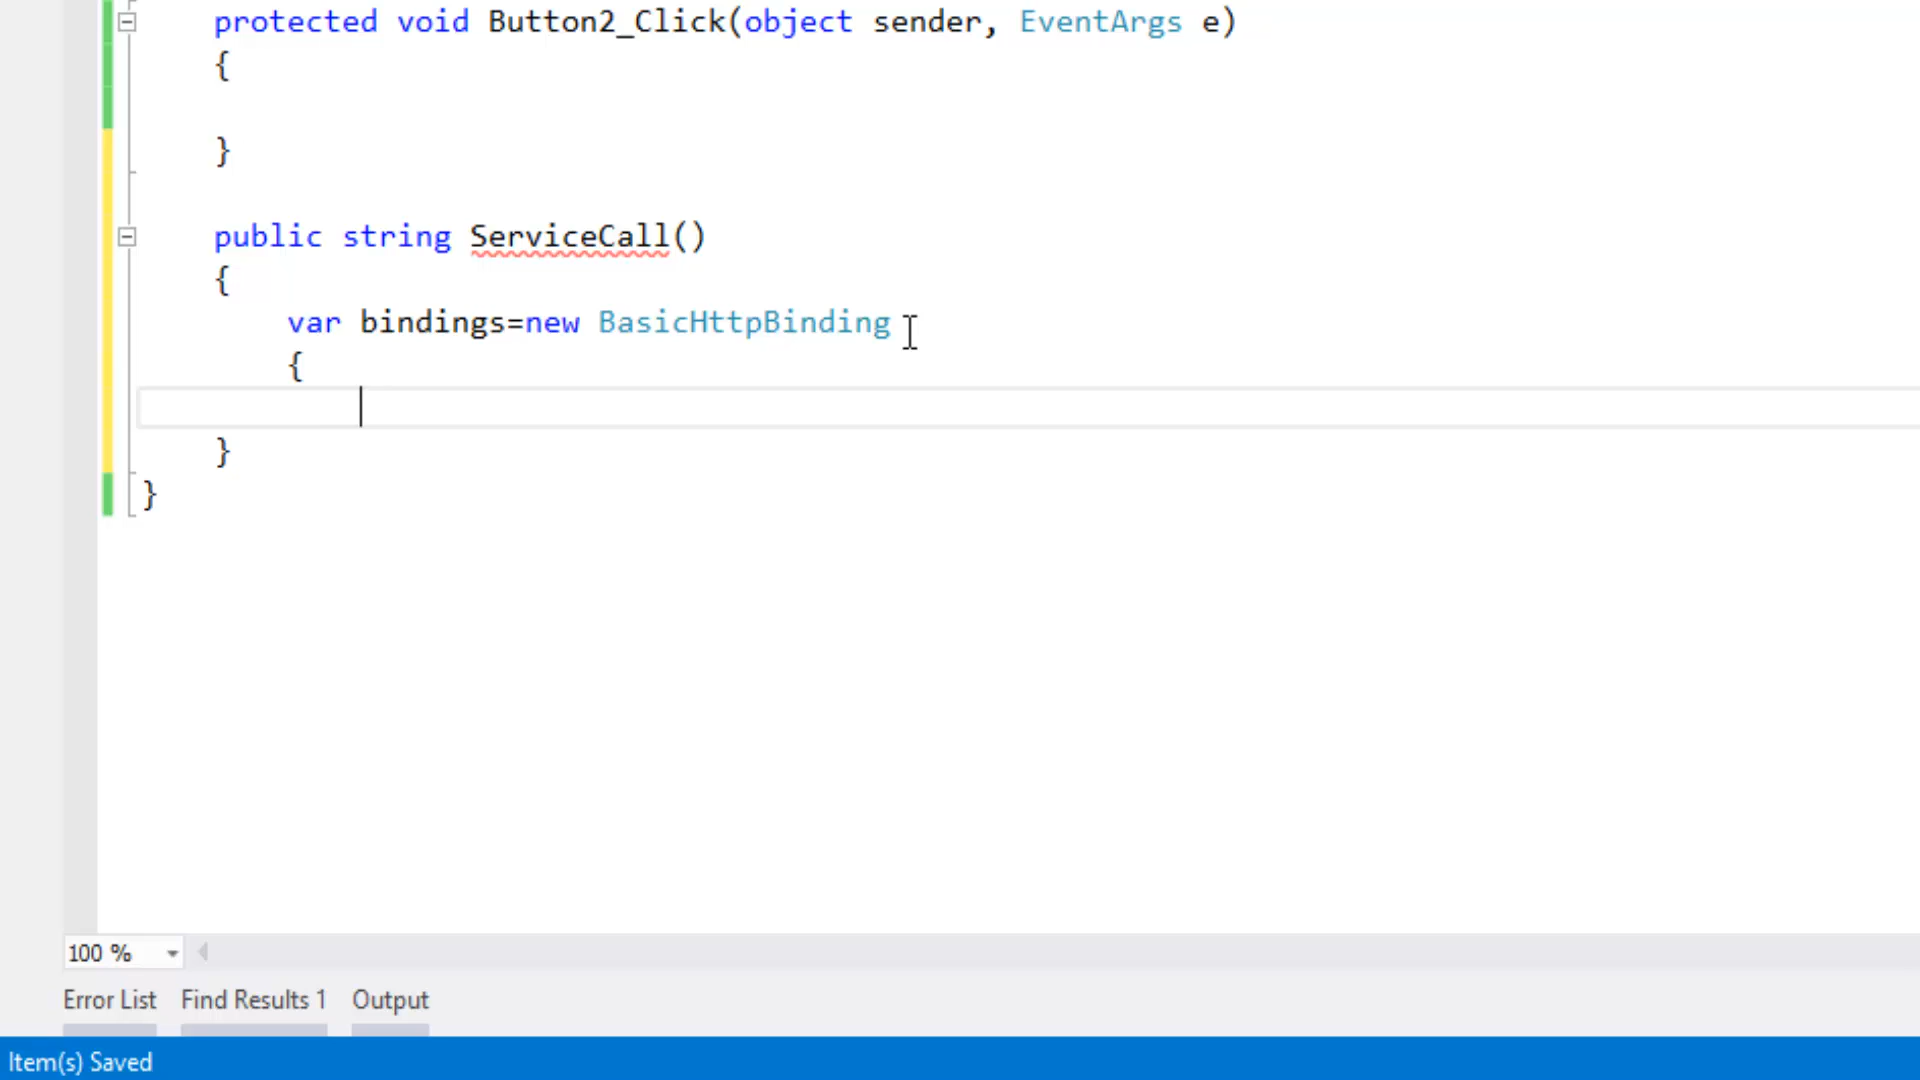 protected void Button2_Click(object sender, EventArgs e)
{
}
public string ServiceCall()
{
var bindings=new BasicHttpBinding
{
}
}
100 %
Error List Find Results 1 Output
Item(s) Saved